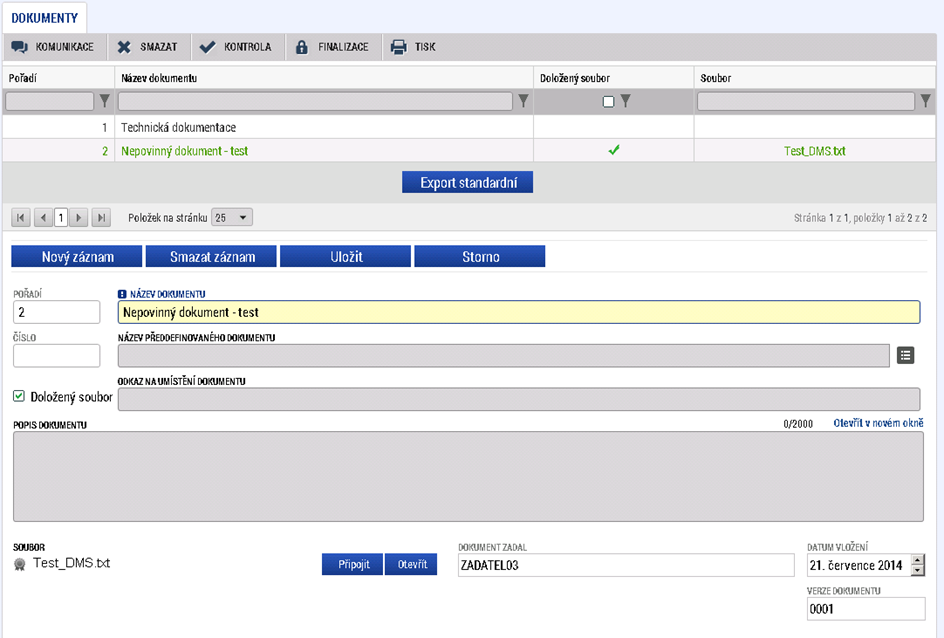 DOKUMENTY
KOMUNIKACE SMAZAT KONTROLA FINALIZACE TISK
Pořadí Název dokumentu Doložený soubor Soubor
1 Technická dokumentace
2 Nepovinný dokument - test Test_DMS.txt
Export standardní
1 Položek na stránku 25 Stránka 1 z 1, položky 1 až 2 z 2
Nový záznam Smazat záznam Uložit Storno
POŘADÍ NÁZEV DOKUMENTU
2 Nepovinný dokument - test
ČÍSLO NÁZEV PŘEDDEFINOVANÉHO DOKUMENTU
ODKAZ NA UMÍSTĚNÍ DOKUMENTU
Doložený soubor
POPIS DOKUMENTU 0/2000 Otevřít v novém okně
SOUBOR DOKUMENT ZADAL DATUM VLOŽENÍ
Test_DMS.txt Připojit Otevřít ZADATEL03 21. července 2014
VERZE DOKUMENTU
0001